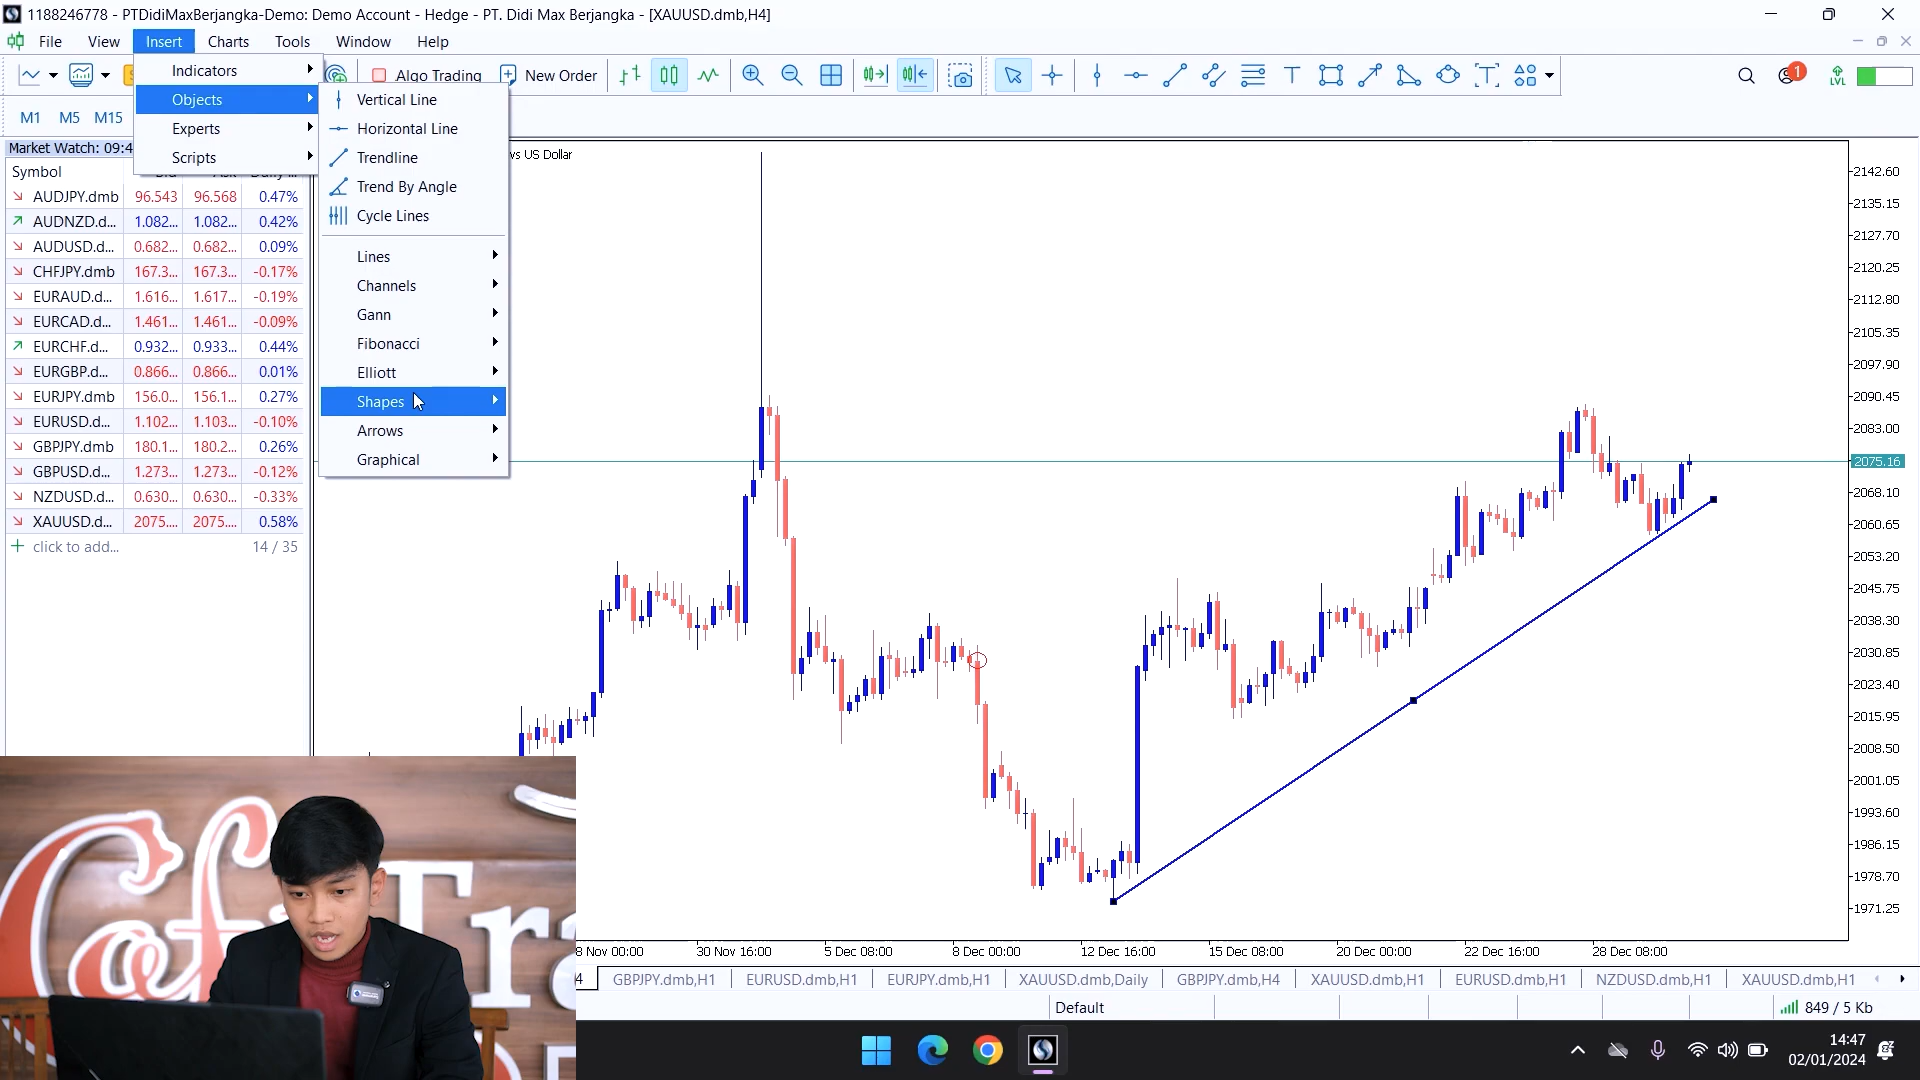 1188246778 - PTDidiMaxBerjangka-Demo: Demo Account - Hedge - PT. Didi Max Berjangka - [XAUUSD.dmb,H4]
File View Insert Charts Tools Window Help
Algo Trading New Order
LVL
1
M1 M5 M15
Indicators
Objects
Experts
Scripts
Vertical Line
Horizontal Line
Trendline
Trend By Angle
Cycle Lines
Lines
Channels
Gann
Fibonacci
Elliott
Shapes
Arrows
Graphical
Market Watch: 09:4
vs US Dollar
Symbol
AUDJPY.dmb 96.543 96.568 0.47%
AUDNZD.d... 1.082... 1.082... 0.42%
AUDUSD.d... 0.682... 0.682... 0.09%
CHFJPY.dmb 167.3... 167.3... -0.17%
EURAUD.d... 1.616... 1.617... -0.19%
EURCAD.d... 1.461... 1.461... -0.09%
EURCHF.d... 0.932... 0.933... 0.44%
EURGBP.d... 0.866... 0.866... 0.01%
EURJPY.dmb 156.0... 156.1... 0.27%
EURUSD.d... 1.102... 1.103... -0.10%
GBPJPY.dmb 180.1... 180.2... 0.26%
GBPUSD.d... 1.273... 1.273... -0.12%
NZDUSD.d... 0.630... 0.630... -0.33%
XAUUSD.d... 2075.... 2075.... 0.58%
click to add... 14 / 35
2142.60
2135.15
2127.70
2120.25
2112.80
2105.35
2097.90
2090.45
2083.00
2075.16
2068.10
2060.65
2053.20
2045.75
2038.30
2030.85
2023.40
2015.95
2008.50
2001.05
1993.60
1986.15
1978.70
1971.25
8 Nov 00:00 30 Nov 16:00 5 Dec 08:00 8 Dec 00:00 12 Dec 16:00 15 Dec 08:00 20 Dec 00:00 22 Dec 16:00 28 Dec 08:00
4 GBPJPY.dmb,H1 EURUSD.dmb,H1 EURJPY.dmb,H1 XAUUSD.dmb,Daily GBPJPY.dmb,H4 XAUUSD.dmb,H1 EURUSD.dmb,H1 NZDUSD.dmb,H1 XAUUSD.dmb,H1
Default 849 / 5 Kb
14:47
02/01/2024